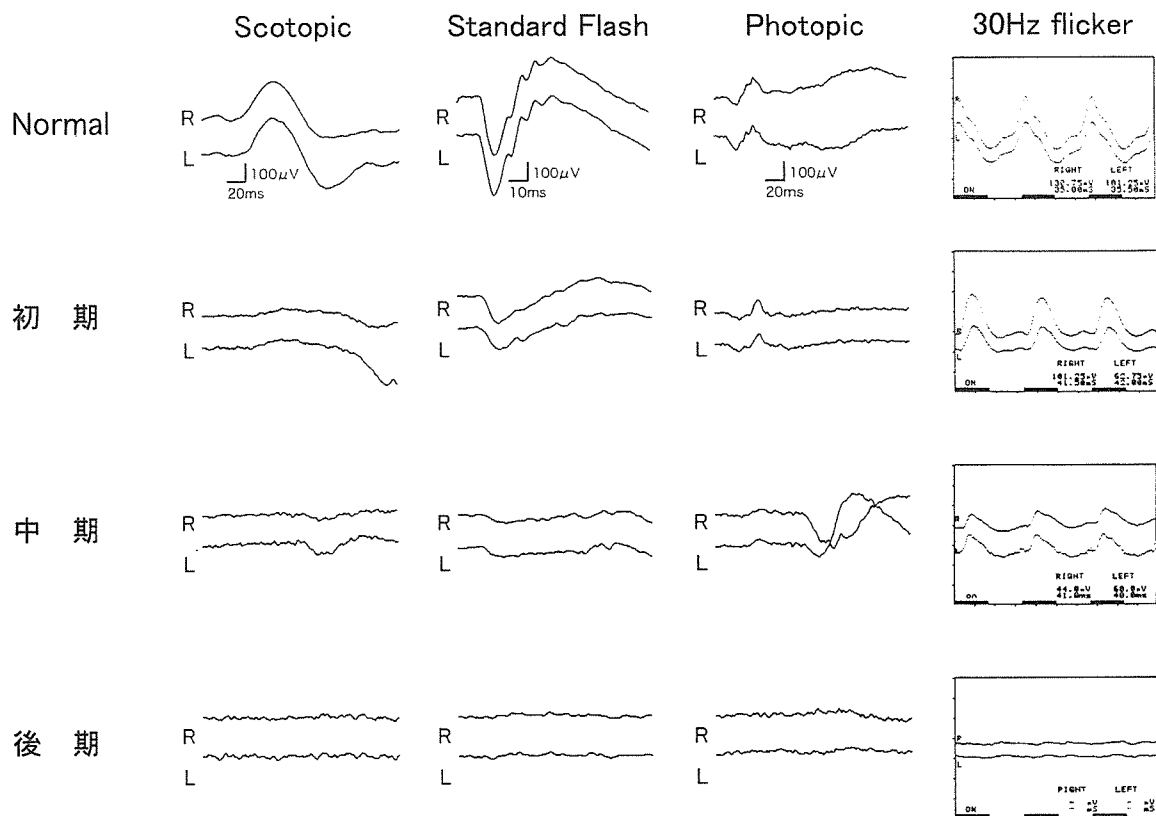 Scotopic Standard Flash Photopic 30Hz flicker
Normal
R
L
100μV
20ms
R
L
100μV
10ms
R
L
100μV
20ms
RIGHT LEFT
ON
初 期
R
L
R
L
R
L
RIGHT LEFT
ON
中 期
R
L
R
L
R
L
RIGHT LEFT
on
後 期
R
L
R
L
R
L
RIGHT LEFT
ON